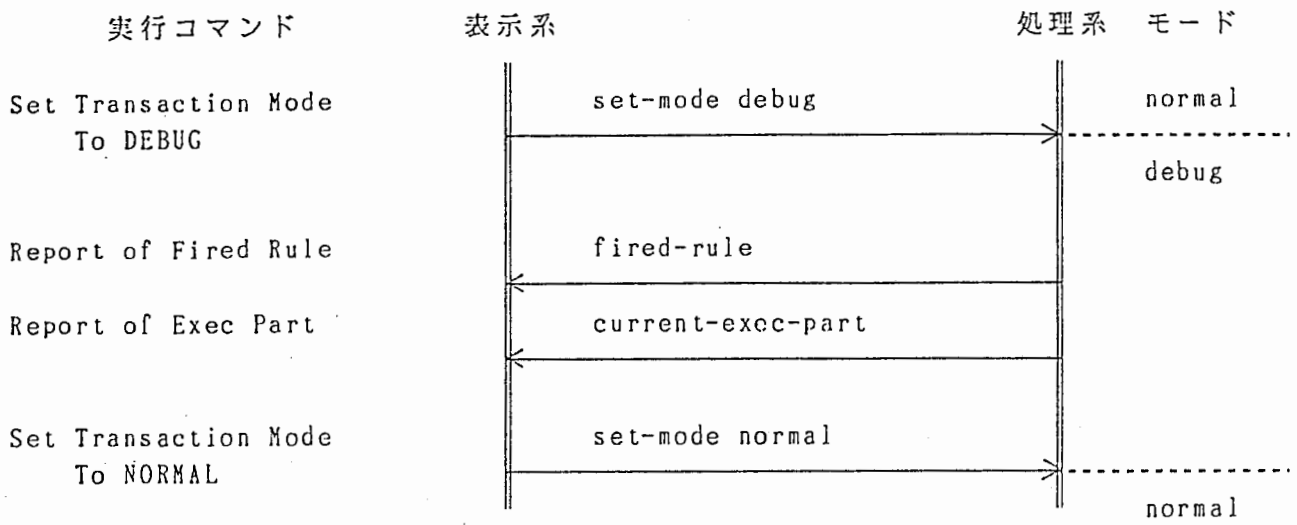 実行コマンド 表示系 処理系 モード
Set Transaction Mode set-mode debug normal
To DEBUG
debug
Report of Fired Rule fired-rule
Report of Exec Part current-exec-part
Set Transaction Mode set-mode normal
To NORMAL
normal